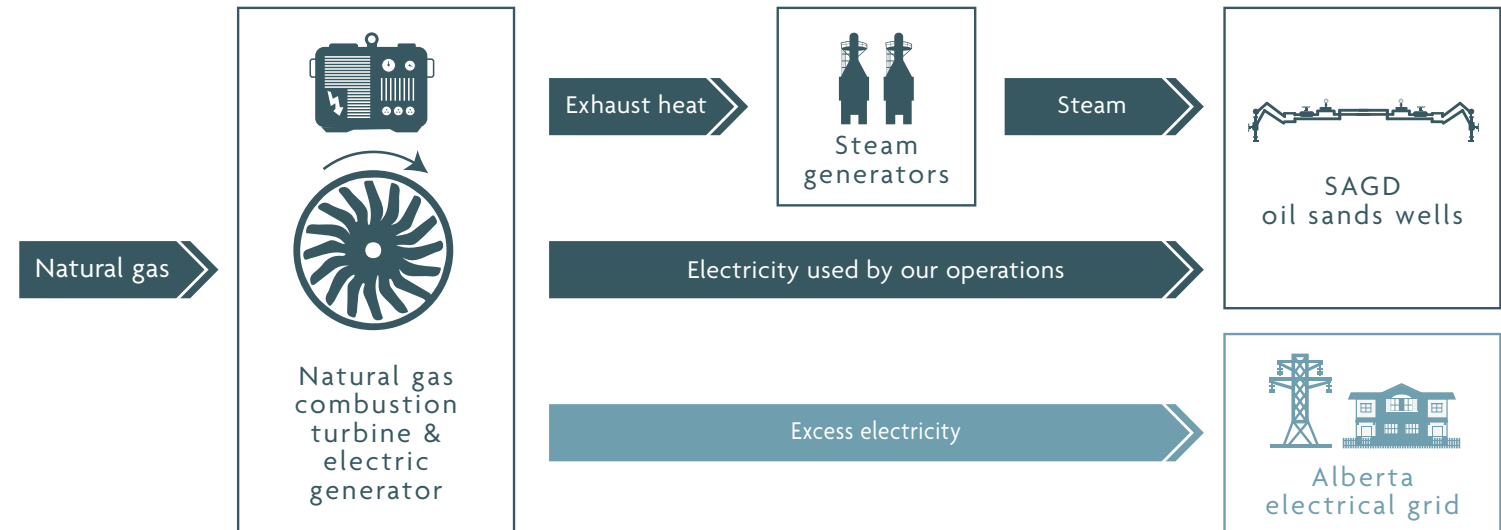 Natural gas
Natural gas
combustion
turbine &
electric
generator
Exhaust heat
Steam
generators
Steam
SAGD
oil sands wells
Electricity used by our operations
Excess electricity
Alberta
electrical grid